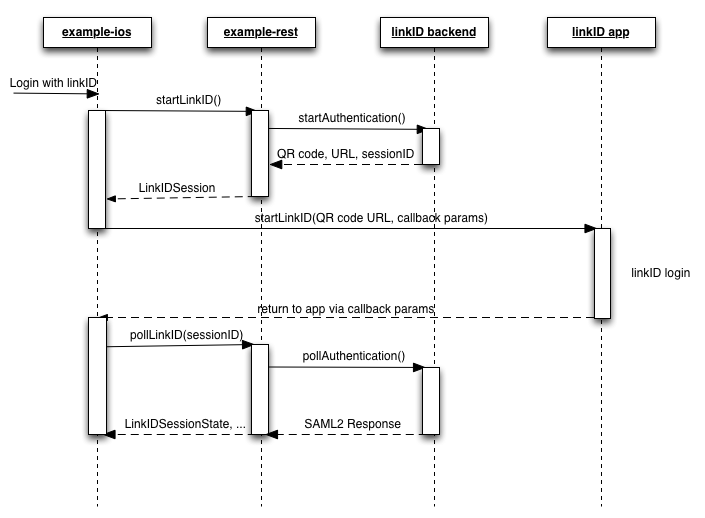 example-ios
example-rest
linkID backend
linkID app
Login with linkID
startLinkID()
startAuthentication()
QR code, URL, sessionID
LinkIDSession
startLinkID(QR code URL, callback params)
linkID login
return to app via callback params
pollLinkID(sessionID)
pollAuthentication()
LinkIDSessionState, ...
SAML2 Response